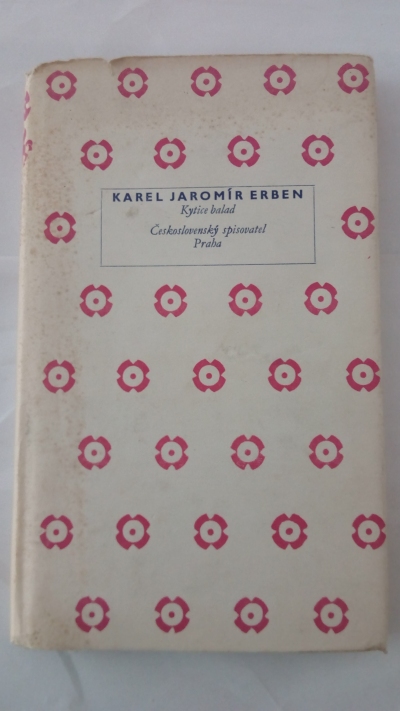 KAREL JAROMÍR ERBEN
Kytice balad
Československý spisovatel
Praha